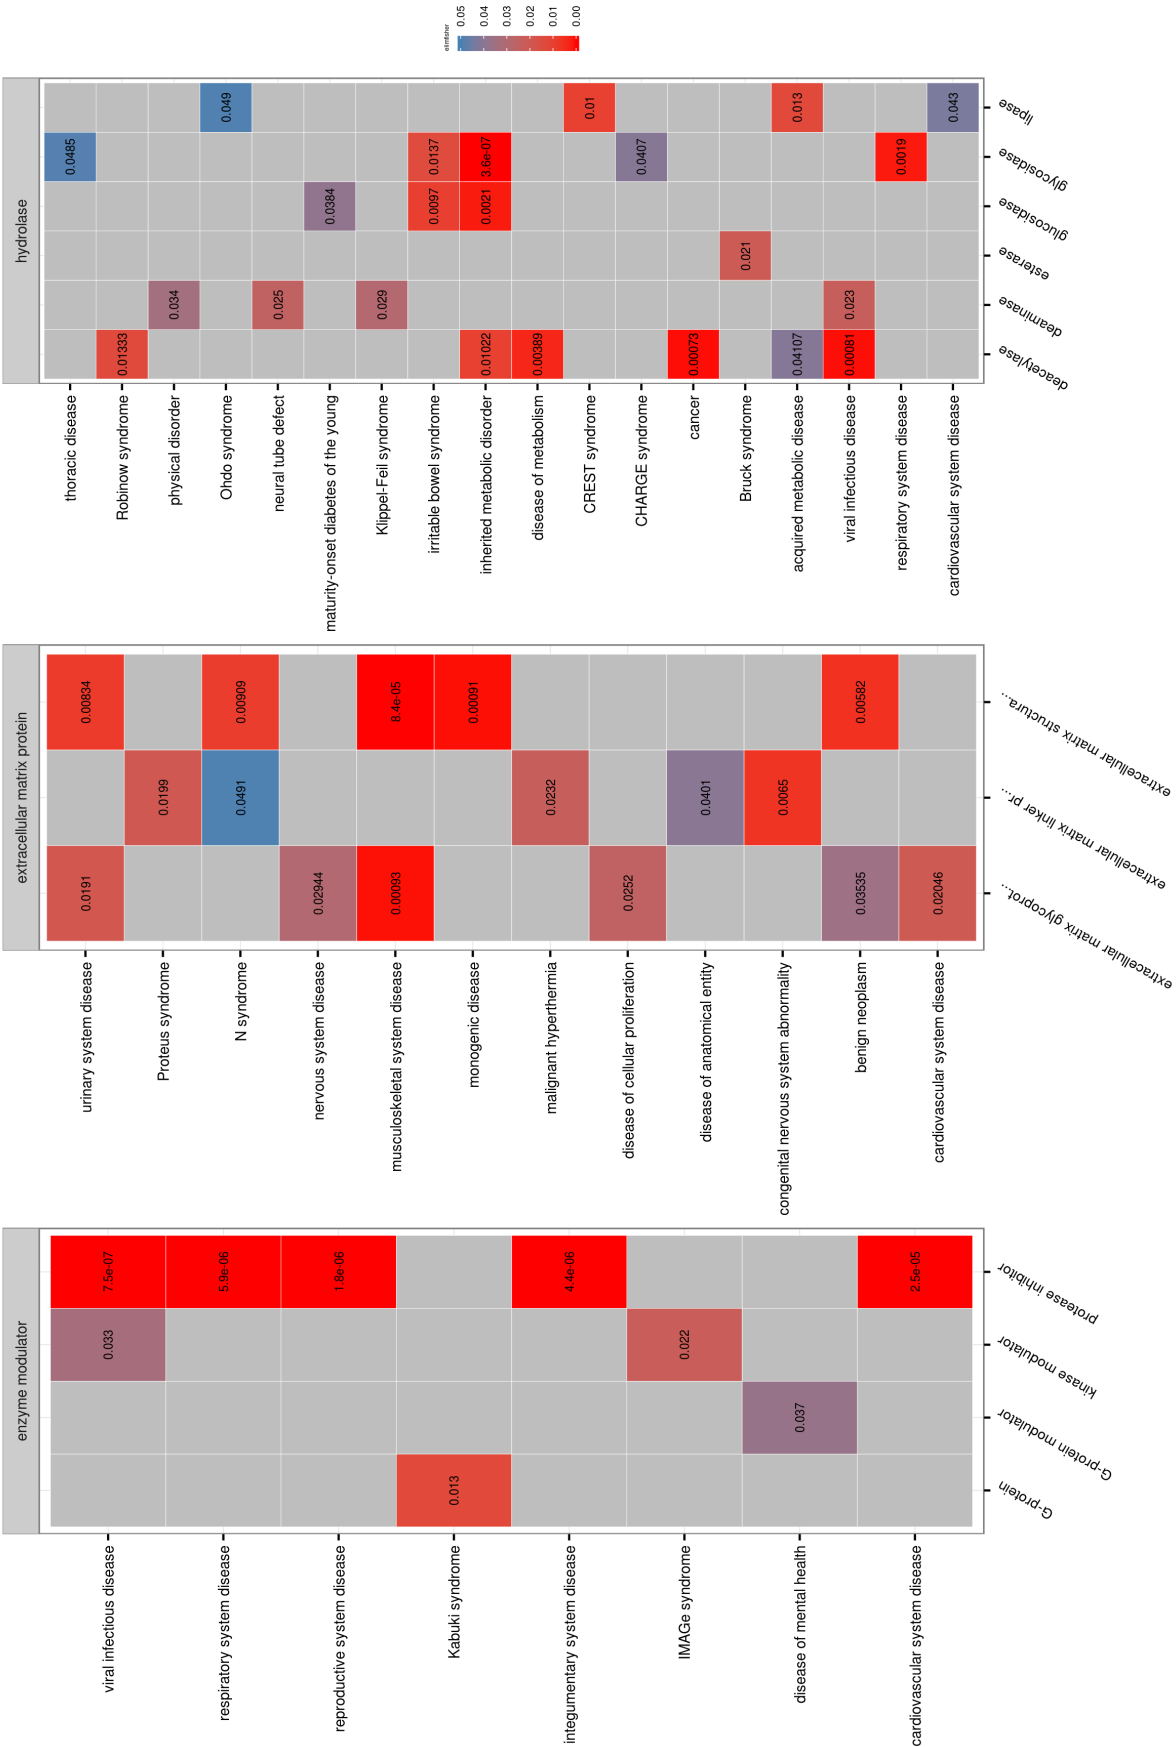 enzyme modulator
viral infectious disease
respiratory system disease
reproductive system disease
Kabuki syndrome
integumentary system disease
IMAGe syndrome
disease of mental health
cardiovascular system disease
7.5e-07
0.033
5.9e-06
1.8e-06
0.013
4.4e-06
0.022
0.037
2.5e-05
G-protein
G-protein modulator
kinase modulator
protease inhibitor
extracellular matrix protein
urinary system disease
Proteus syndrome
N syndrome
nervous system disease
musculoskeletal system disease
monogenic disease
malignant hyperthermia
disease of cellular proliferation
disease of anatomical entity
congenital nervous system abnormality
benign neoplasm
cardiovascular system disease
0.0191
0.00834
0.0199
0.0491
0.00909
0.02944
0.00093
8.4e-05
0.00091
0.0232
0.0252
0.0401
0.0065
0.03535
0.00582
0.02046
extracellular matrix glycoprot...
extracellular matrix linker pr...
extracellular matrix structura...
hydrolase
thoracic disease
Robinow syndrome
physical disorder
Ohdo syndrome
neural tube defect
maturity-onset diabetes of the young
Klippel-Feil syndrome
irritable bowel syndrome
inherited metabolic disorder
disease of metabolism
CREST syndrome
CHARGE syndrome
cancer
Bruck syndrome
acquired metabolic disease
viral infectious disease
respiratory system disease
cardiovascular system disease
0.0485
0.01333
0.034
0.049
0.025
0.0384
0.029
0.0097
0.0137
0.01022
0.0021
3.6e-07
0.00389
0.01
0.0407
0.00073
0.021
0.04107
0.013
0.00081
0.023
0.0019
0.043
deacetylase
deaminase
esterase
glucosidase
glycosidase
lipase
elimfisher
0.05
0.04
0.03
0.02
0.01
0.00